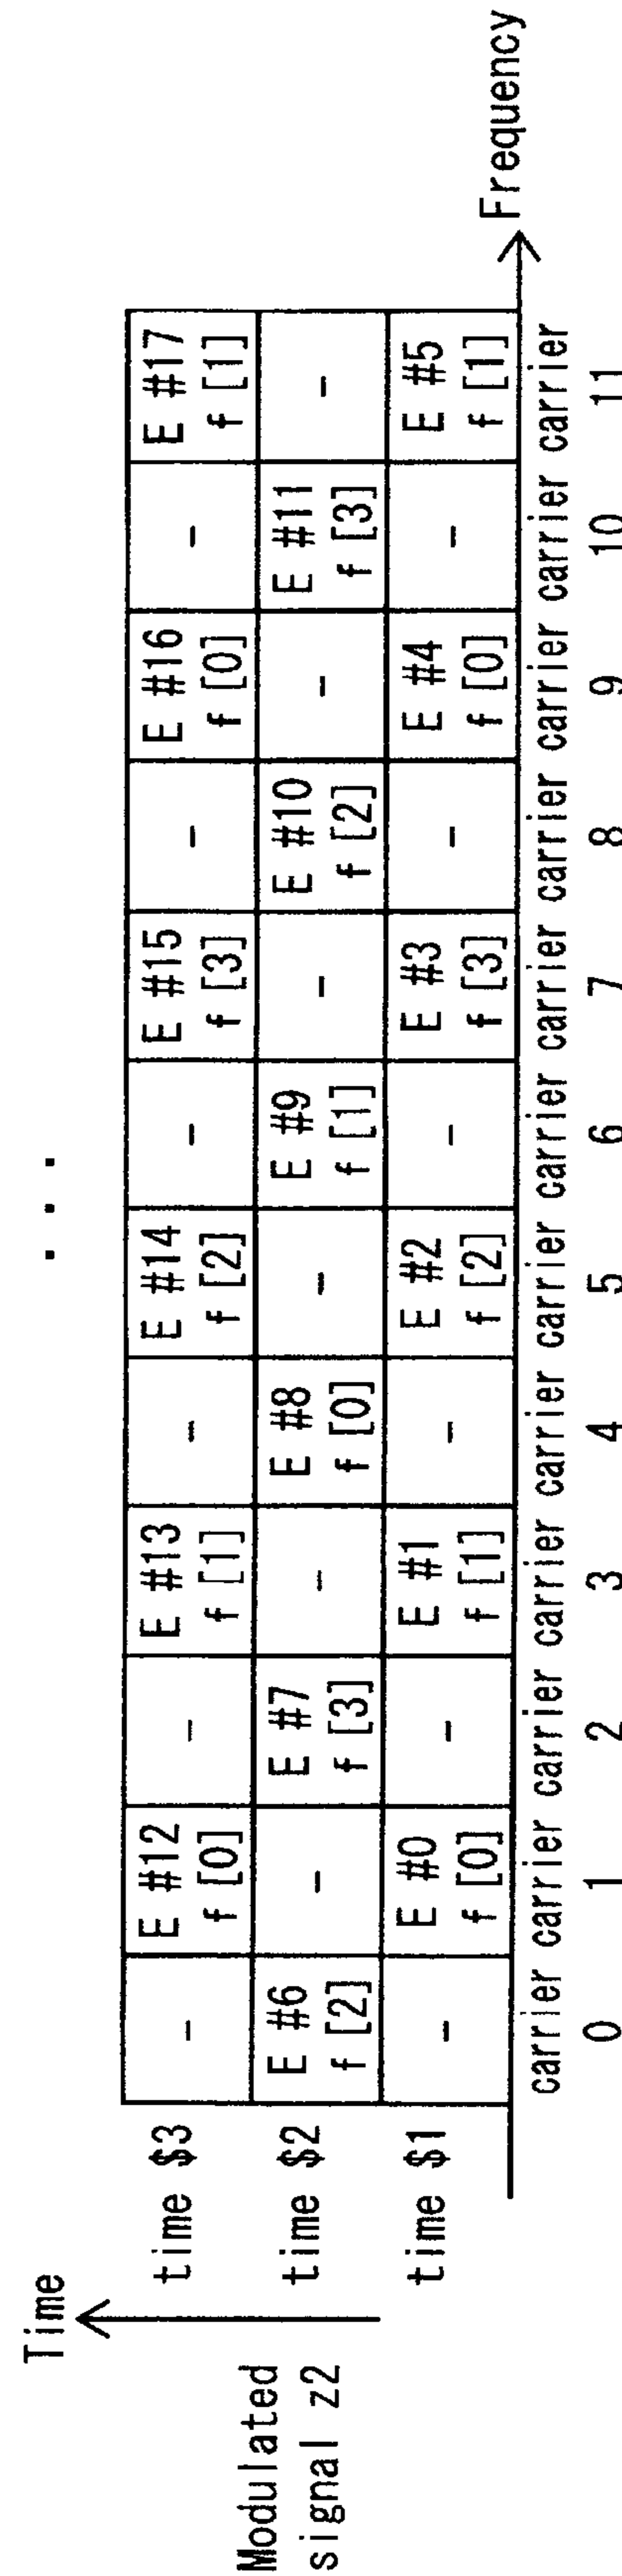 Time
. . .
time $3
- E #12 - E #13 - E #14 - E #15 - E #16 - E #17
f [0] f [1] f [2] f [3] f [0] f [1]
Modulated
signal z2
time $2
E #6 - E #7 - E #8 - E #9 - E #10 - E #11 -
f [2] f [3] f [0] f [1] f [2] f [3]
time $1
- E #0 - E #1 - E #2 - E #3 - E #4 - E #5
f [0] f [1] f [2] f [3] f [0] f [1]
Frequency
carrier carrier carrier carrier carrier carrier carrier carrier carrier carrier carrier carrier
0 1 2 3 4 5 6 7 8 9 10 11